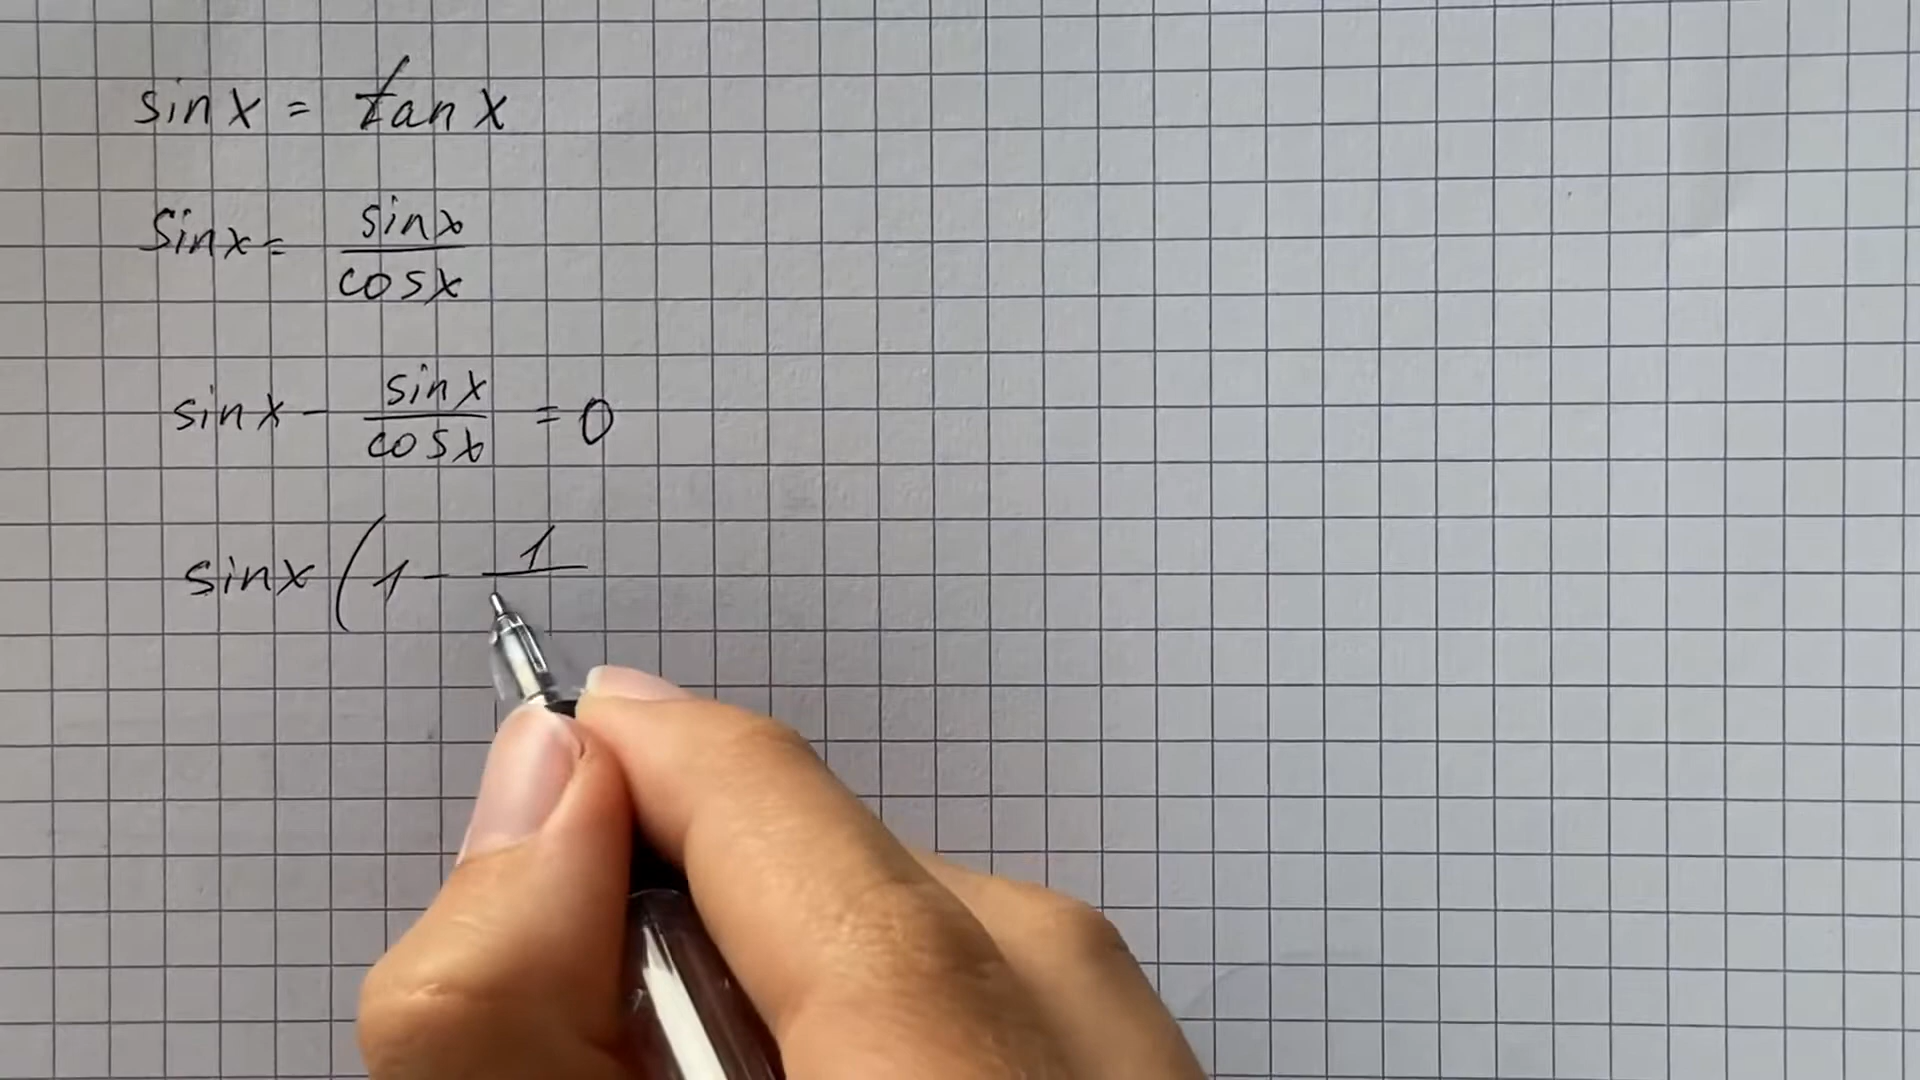 sin x = tan x
sin x = sin x / cos x
sin x - sin x / cos x = 0
sin x ( 1 - 1 /